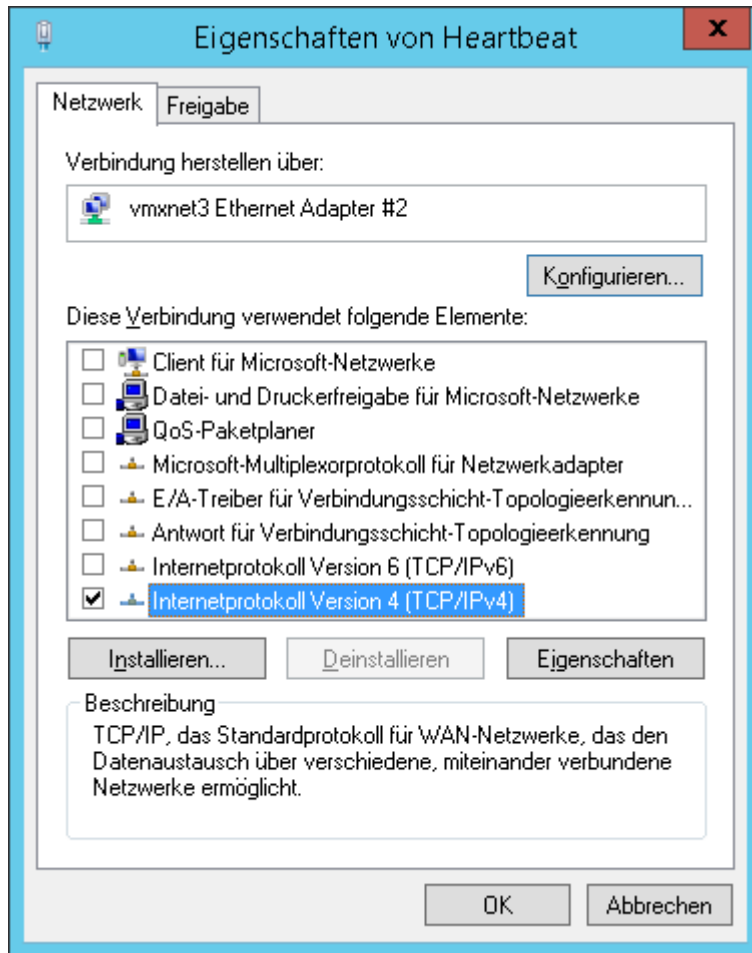 Eigenschaften von Heartbeat
x
Netzwerk
Freigabe
Verbindung herstellen über:
vmxnet3 Ethernet Adapter #2
Konfigurieren...
Diese Verbindung verwendet folgende Elemente:
Client für Microsoft-Netzwerke
Datei- und Druckerfreigabe für Microsoft-Netzwerke
QoS-Paketplaner
Microsoft-Multiplexorprotokoll für Netzwerkadapter
E/A-Treiber für Verbindungsschicht-Topologieerkennun...
Antwort für Verbindungsschicht-Topologieerkennung
Internetprotokoll Version 6 (TCP/IPv6)
Internetprotokoll Version 4 (TCP/IPv4)
Installieren...
Deinstallieren
Eigenschaften
Beschreibung
TCP/IP, das Standardprotokoll für WAN-Netzwerke, das den
Datenaustausch über verschiedene, miteinander verbundene
Netzwerke ermöglicht.
OK
Abbrechen